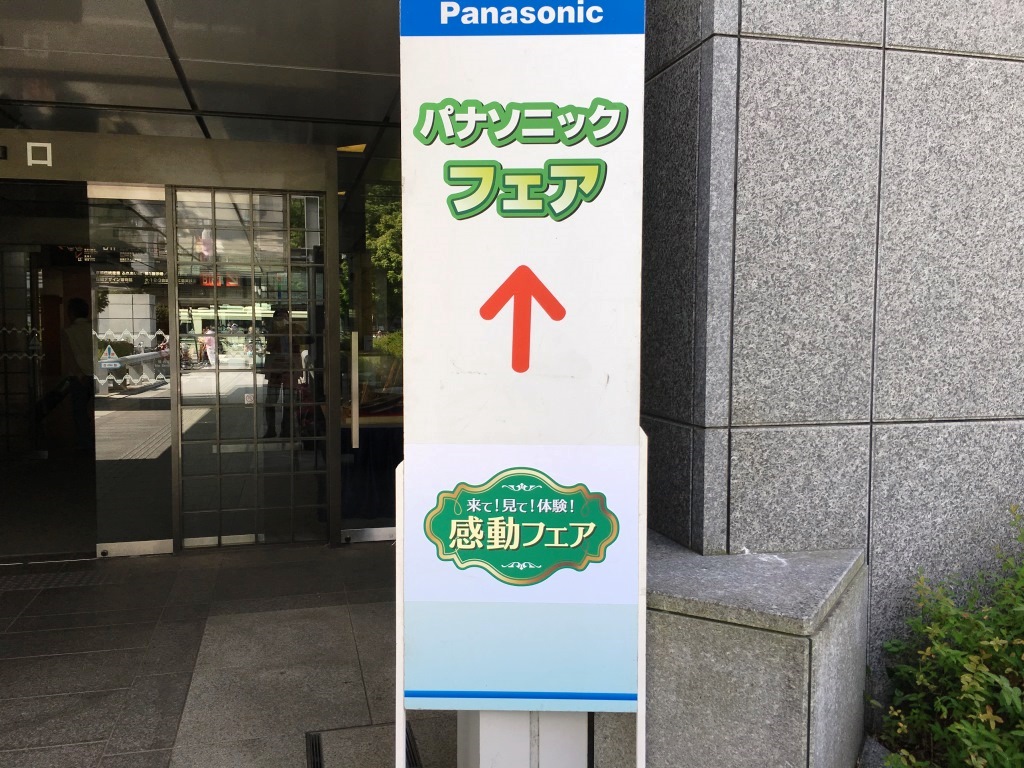 Panasonic
パナソニック
フェア
口
来て!見て!体験!
感動フェア